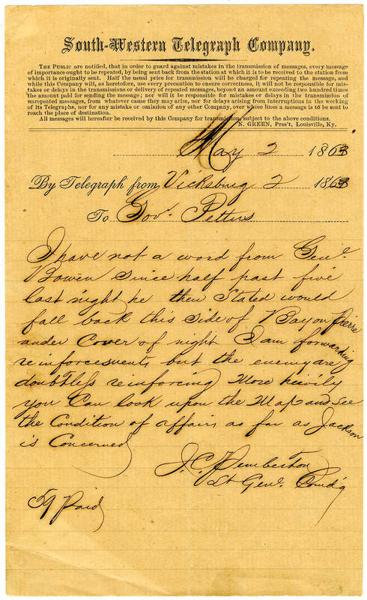 South-Western Telegraph Company.
THE PUBLIC are notified, that in order to guard against mistakes in the transmission of messages, every message
of importance ought to be repeated, by being sent back from the station at which it is to be received to the station from
which it is originally sent. Half the usual price for transmission will be charged for repeating the message, and
while this Company will, as heretofore, use every precaution to ensure correctness, it will not be responsible for mis-
takes or delays in the transmission or delivery of repeated messages, beyond an amount exceeding two hundred times
the amount paid for sending the message; nor will it be responsible for mistakes or delays in the transmission of
unrepeated messages, from whatever cause they may arise, nor for delays arising from interruptions in the working
of its Telegraphs, nor for any mistake or omission of any other Company, over whose lines a message is to be sent to
reach the place of destination.
All messages will hereafter be received by this Company for transmission, subject to the above conditions.
N. GREEN, Pres't, Louisville, Ky.
May 2 1863
By Telegraph from Vicksburg 2 1863
To Gov. Pettus
I have not a word from Genl
Bowen since half past five
last night he then Stated would
fall back this side of Bayou Pierre
under Cover of night I am forwarding
reinforcements but the enemy are
doubtless reinforcing More heavily
you Can look upon the Map and see
the Condition of affairs as far as Jackson
is Concerned
J. C. Pemberton
Lt Genl. Comd'g
59 Paid